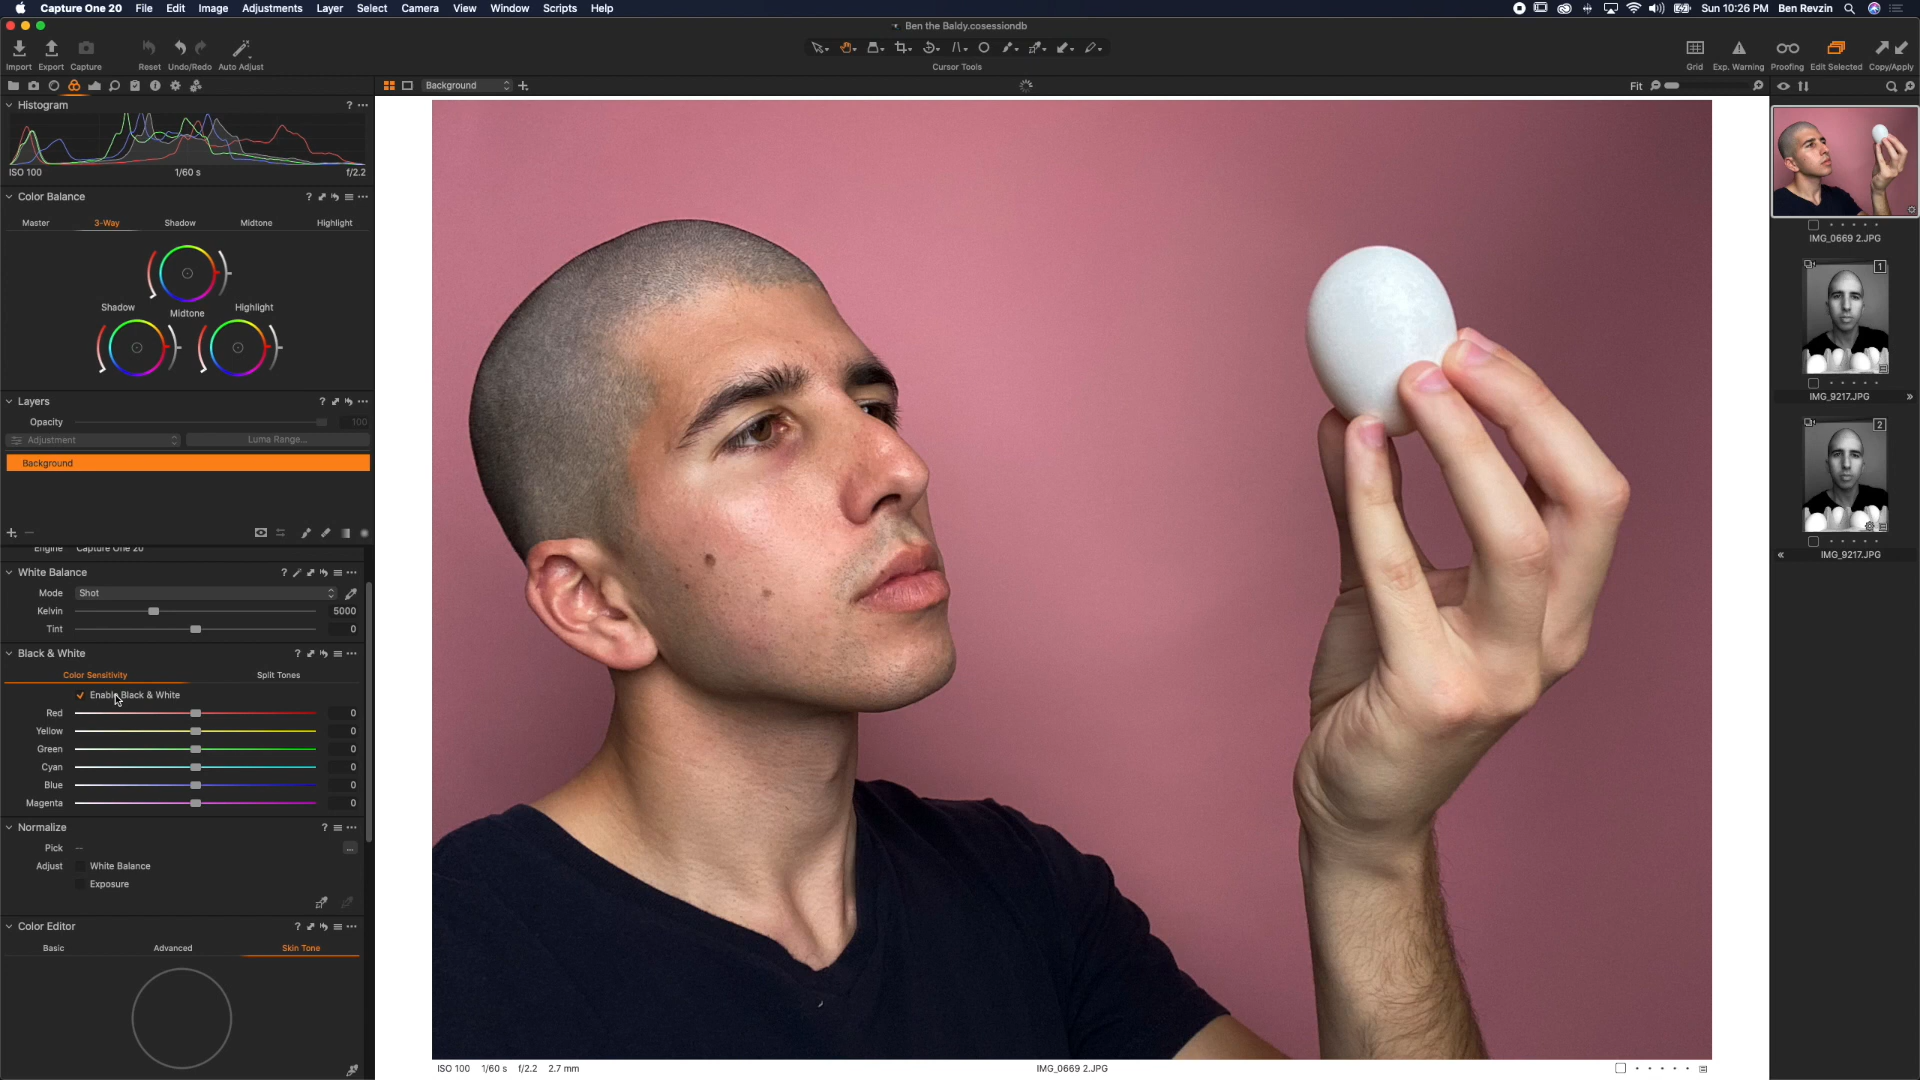 Capture One 20 File Edit Image Adjustments Layer Select Camera View Window Scripts Help
Sun 10:26 PM Ben Revzin
Ben the Baldy.cosessiondb
Import Export Capture Reset Undo/Redo Auto Adjust
Cursor Tools
Grid Exp. Warning Proofing Edit Selected Copy/Apply
Background
Fit
Histogram ?
ISO 100 1/60 s f/2.2
Color Balance ?
Master 3-Way Shadow Midtone Highlight
Shadow Midtone Highlight
Layers ?
Opacity 100
Adjustment Luma Range...
Background
Engine Capture One 20
White Balance ?
Mode Shot
Kelvin 5000
Tint 0
Black & White ?
Color Sensitivity Split Tones
Enable Black & White
Red 0
Yellow 0
Green 0
Cyan 0
Blue 0
Magenta 0
Normalize ?
Pick --
Adjust White Balance
Exposure
Color Editor ?
Basic Advanced Skin Tone
ISO 100 1/60 s f/2.2 2.7 mm
IMG_0669 2.JPG
IMG_0669 2.JPG
1
IMG_9217.JPG »
2
« IMG_9217.JPG